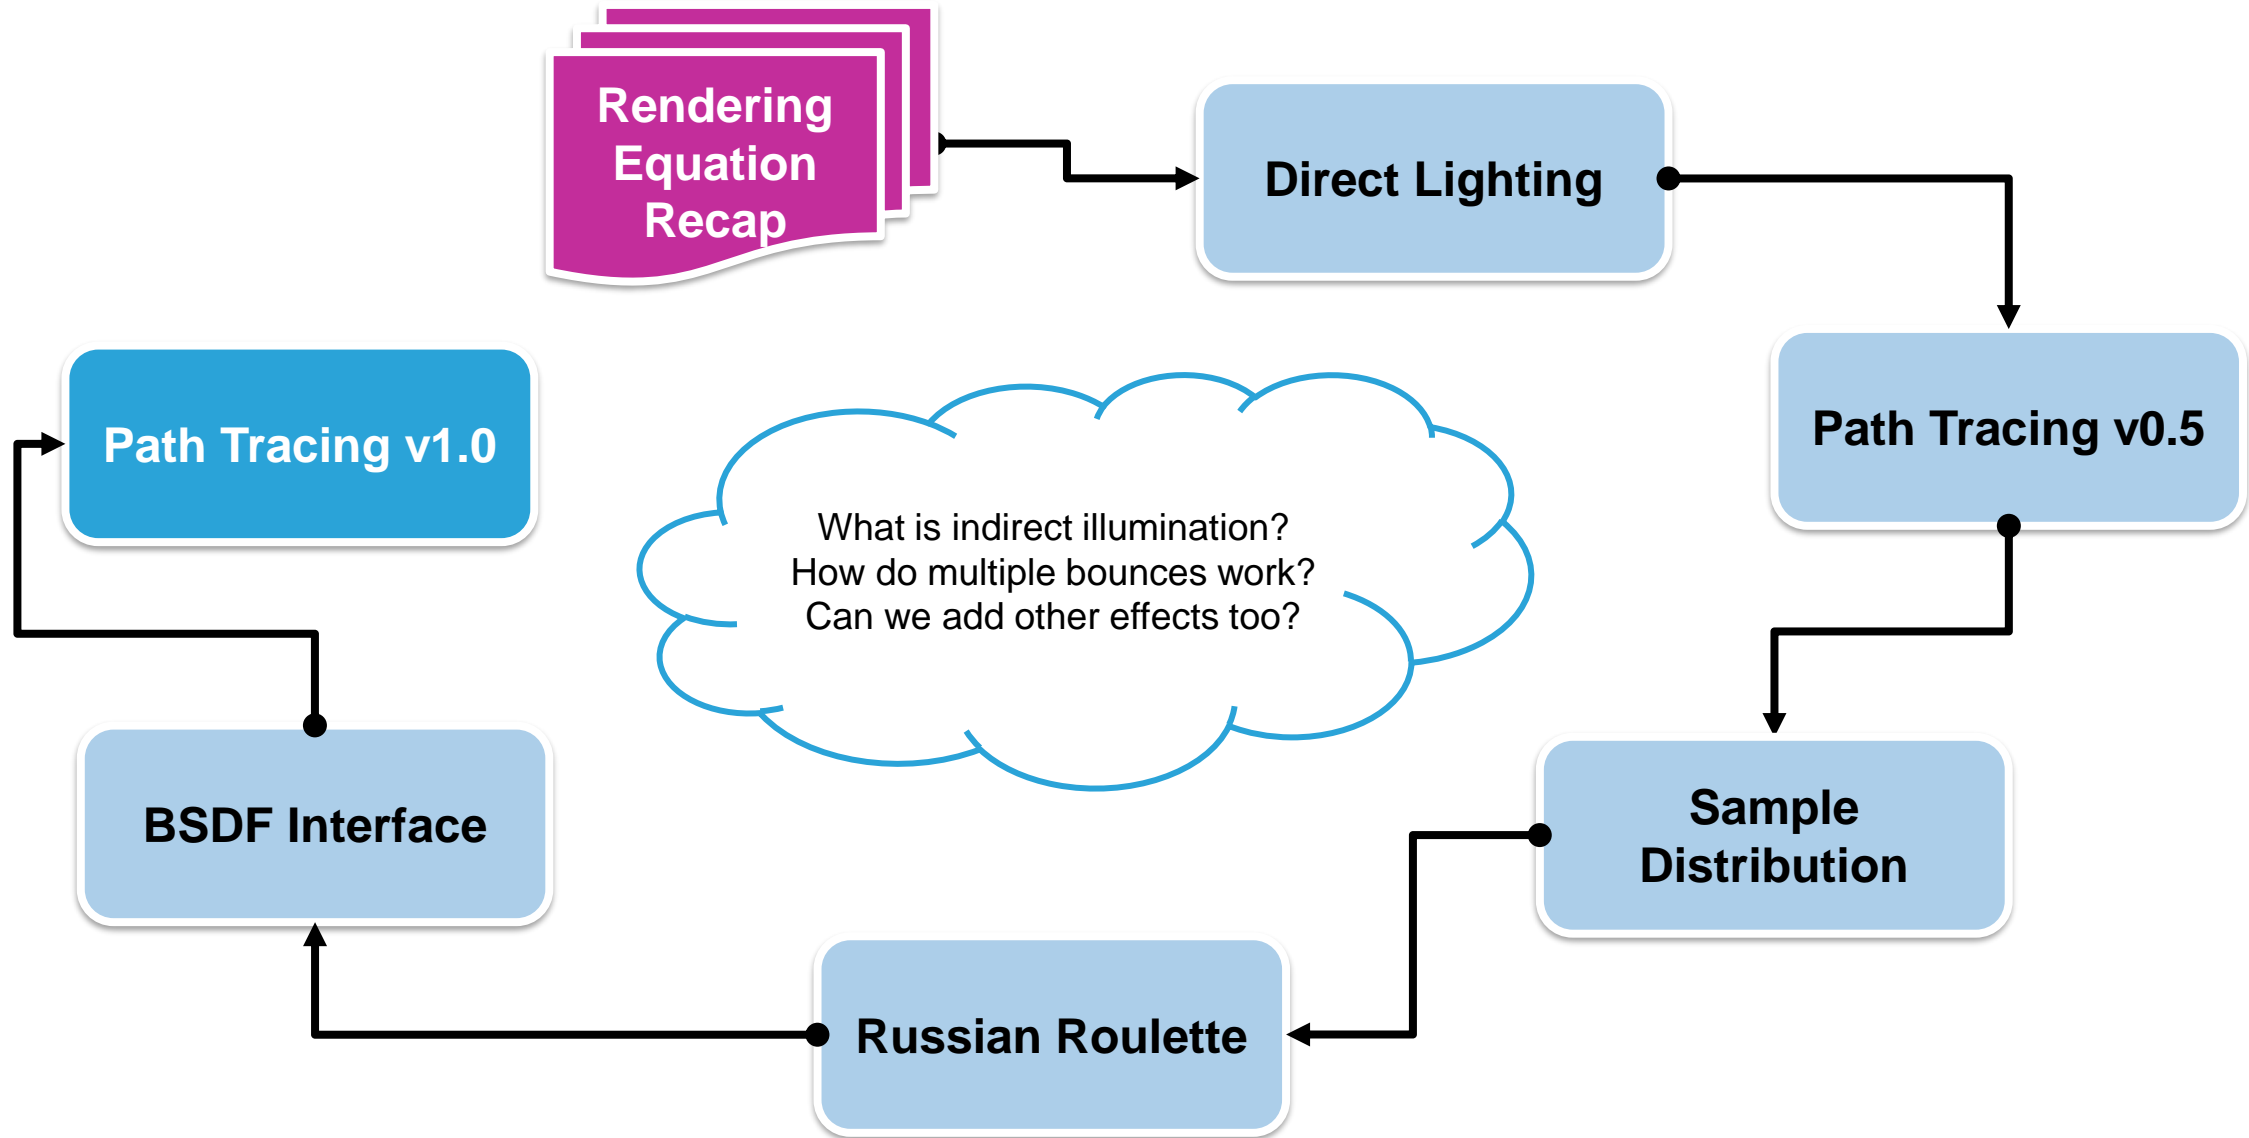 Rendering
Equation
Recap
Direct Lighting
Path Tracing v0.5
Sample
Distribution
Russian Roulette
BSDF Interface
Path Tracing v1.0
What is indirect illumination?
How do multiple bounces work?
Can we add other effects too?